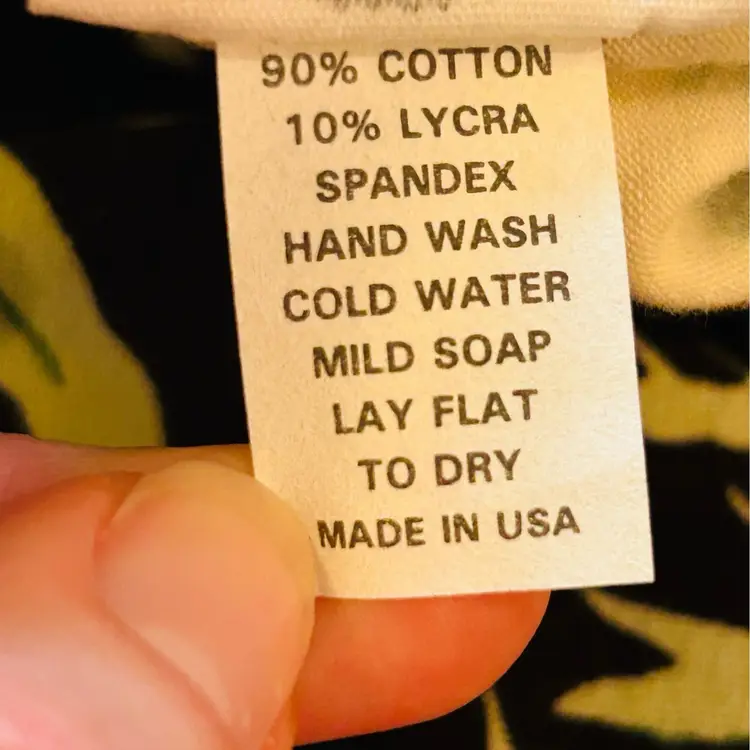 90% COTTON
10% LYCRA
SPANDEX
HAND WASH
COLD WATER
MILD SOAP
LAY FLAT
TO DRY
MADE IN USA